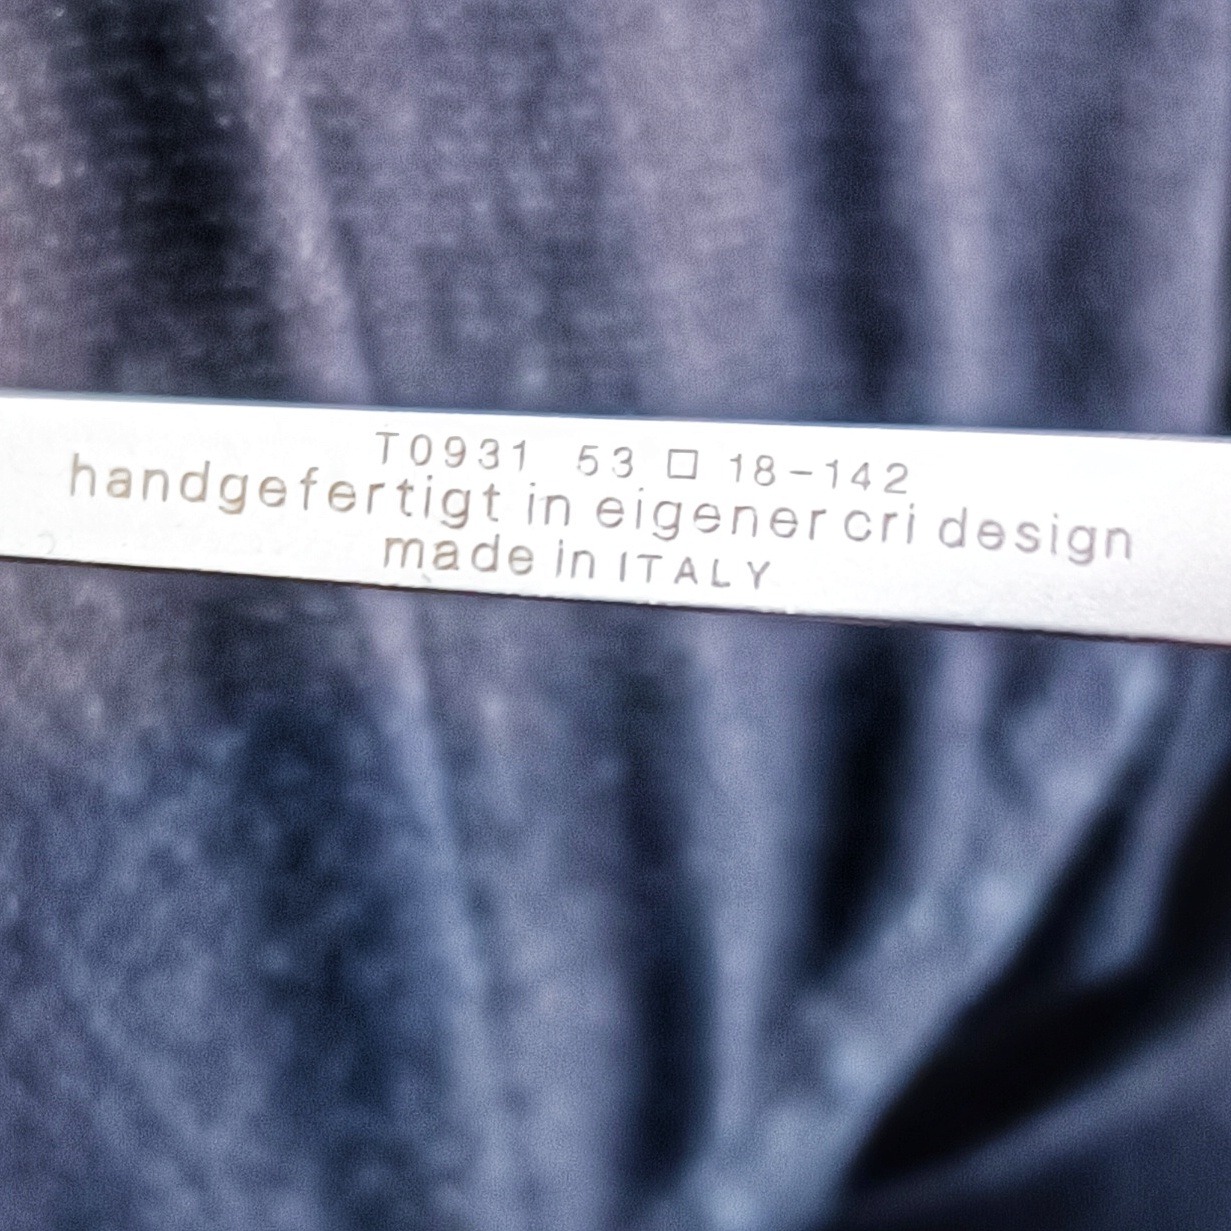 T0931 53 □ 18-142
handgefertigt in eigener cri design
made in ITALY